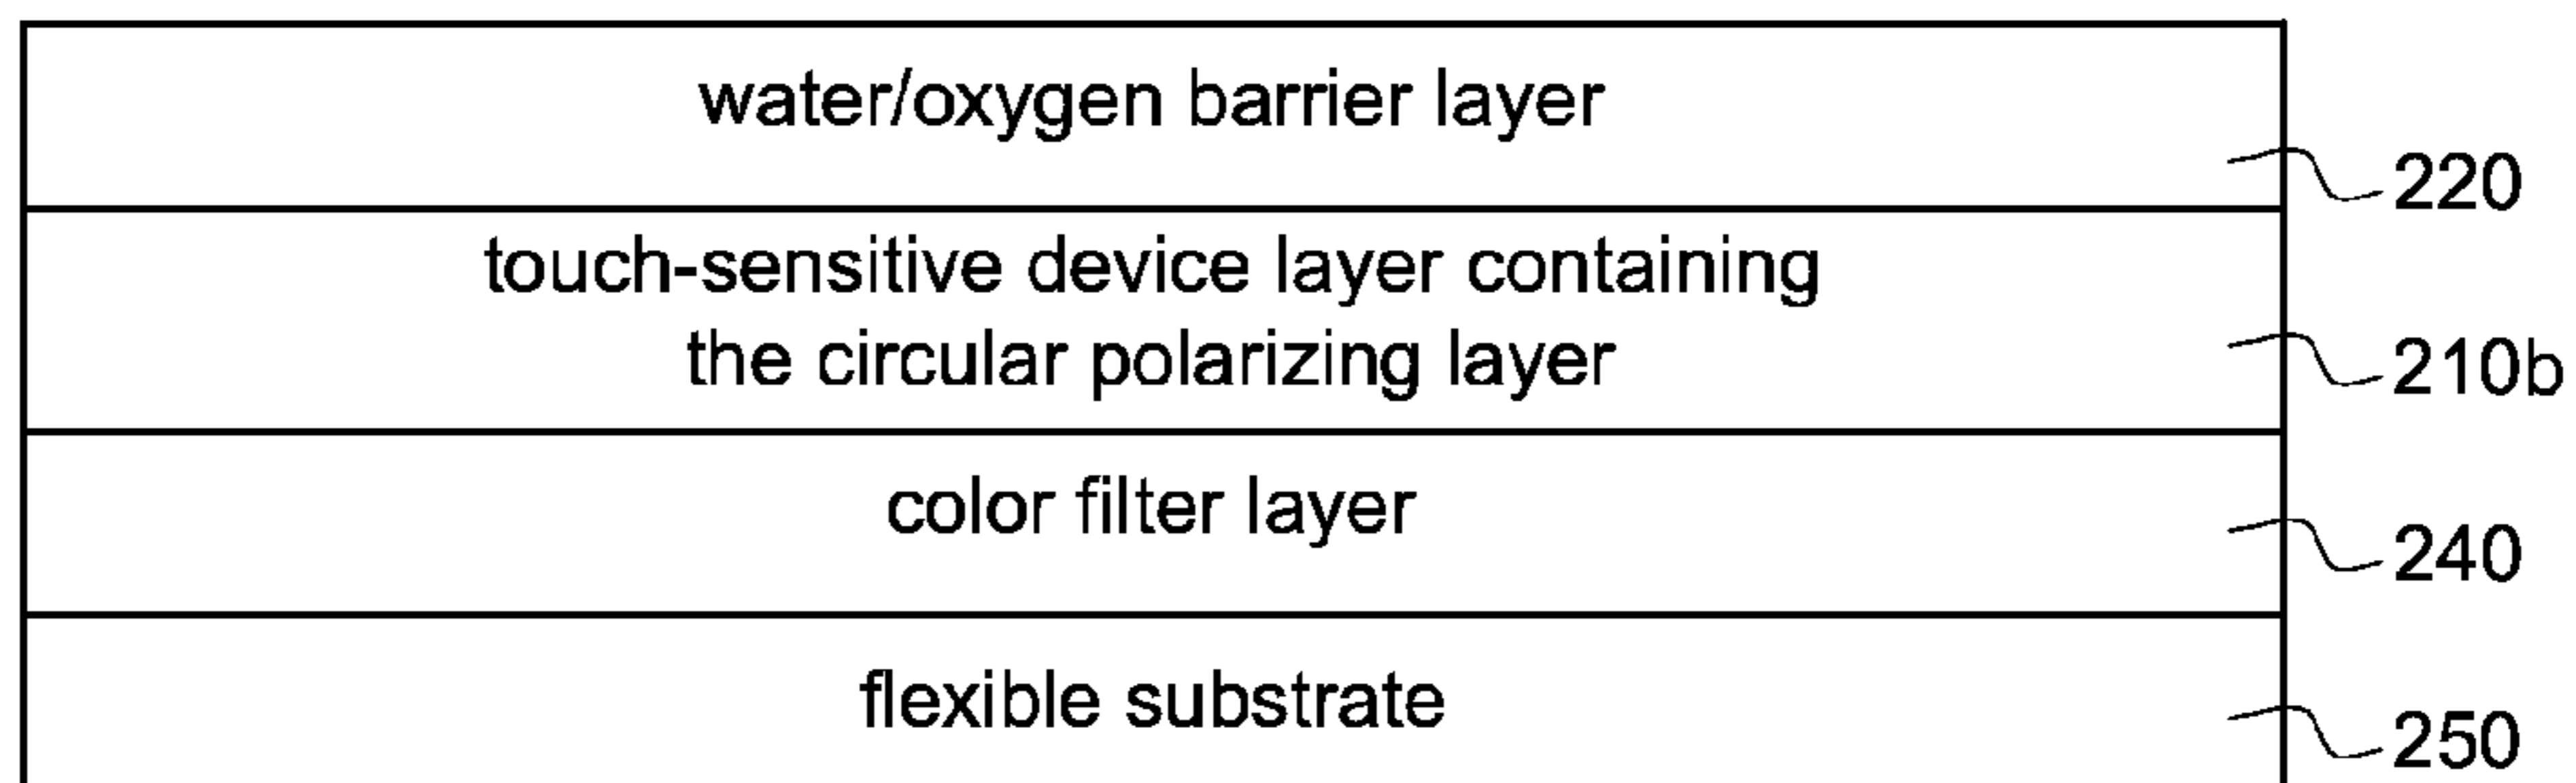 water/oxygen barrier layer
220
touch-sensitive device layer containing
the circular polarizing layer
210b
color filter layer
240
flexible substrate
250